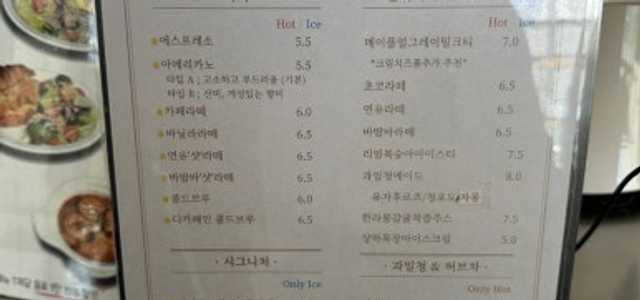 Hot / Ice
에스프레소 5.5
아메리카노 5.5
타입 A ; 고소하고 부드러움 (기본)
타입 B ; 산미, 개성있는 향미
카페라떼 6.0
바닐라라떼 6.5
연유'샷'라떼 6.5
바밤바'샷'라떼 6.5
콜드브루 6.0
디카페인 콜드브루 6.5
· 시그니처 ·
Only Ice
Hot / Ice
메이플얼그레이밀크티 7.0
*크림치즈폼추가 추천*
초코라떼 6.5
연유라떼 6.5
바밤바라떼 6.5
리얼복숭아아이스티 7.5
과일청에이드 8.0
유자후르츠/청포도/자몽
한라봉감귤착즙주스 7.5
상하목장아이스크림 5.0
· 과일청 & 허브차 ·
Only Hot